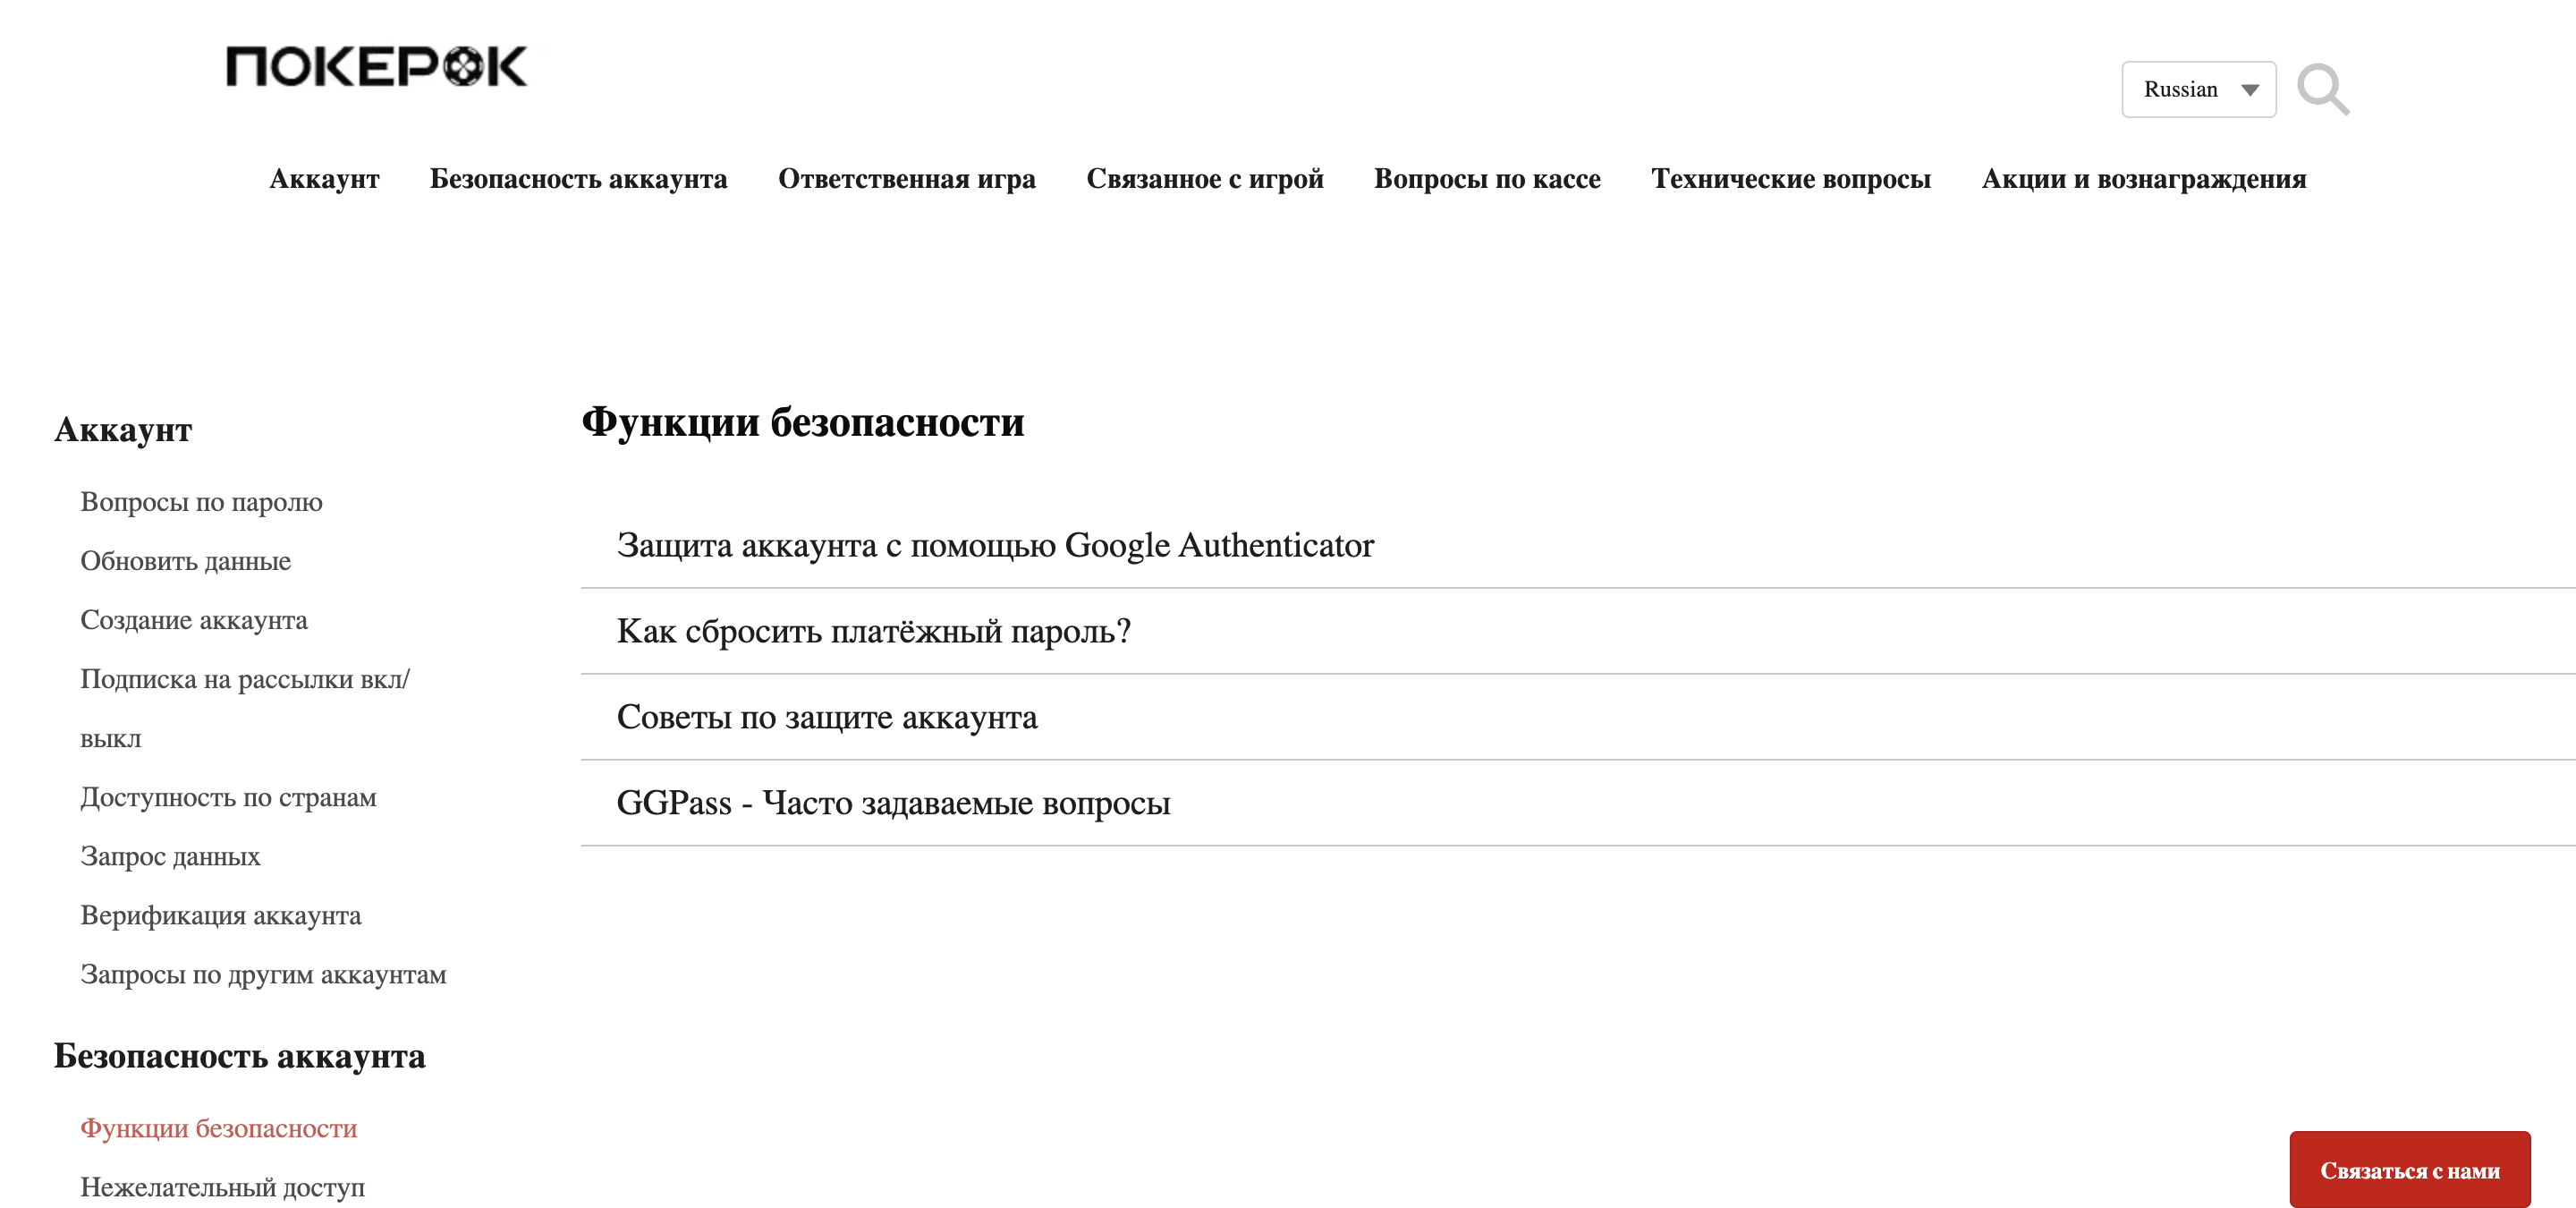 ПОКЕРОК
Russian
Аккаунт Безопасность аккаунта Ответственная игра Связанное с игрой Вопросы по кассе Технические вопросы Акции и вознаграждения
Аккаунт
Вопросы по паролю
Обновить данные
Создание аккаунта
Подписка на рассылки вкл/
выкл
Доступность по странам
Запрос данных
Верификация аккаунта
Запросы по другим аккаунтам
Безопасность аккаунта
Функции безопасности
Нежелательный доступ
Функции безопасности
Защита аккаунта с помощью Google Authenticator
Как сбросить платёжный пароль?
Советы по защите аккаунта
GGPass - Часто задаваемые вопросы
Связаться с нами